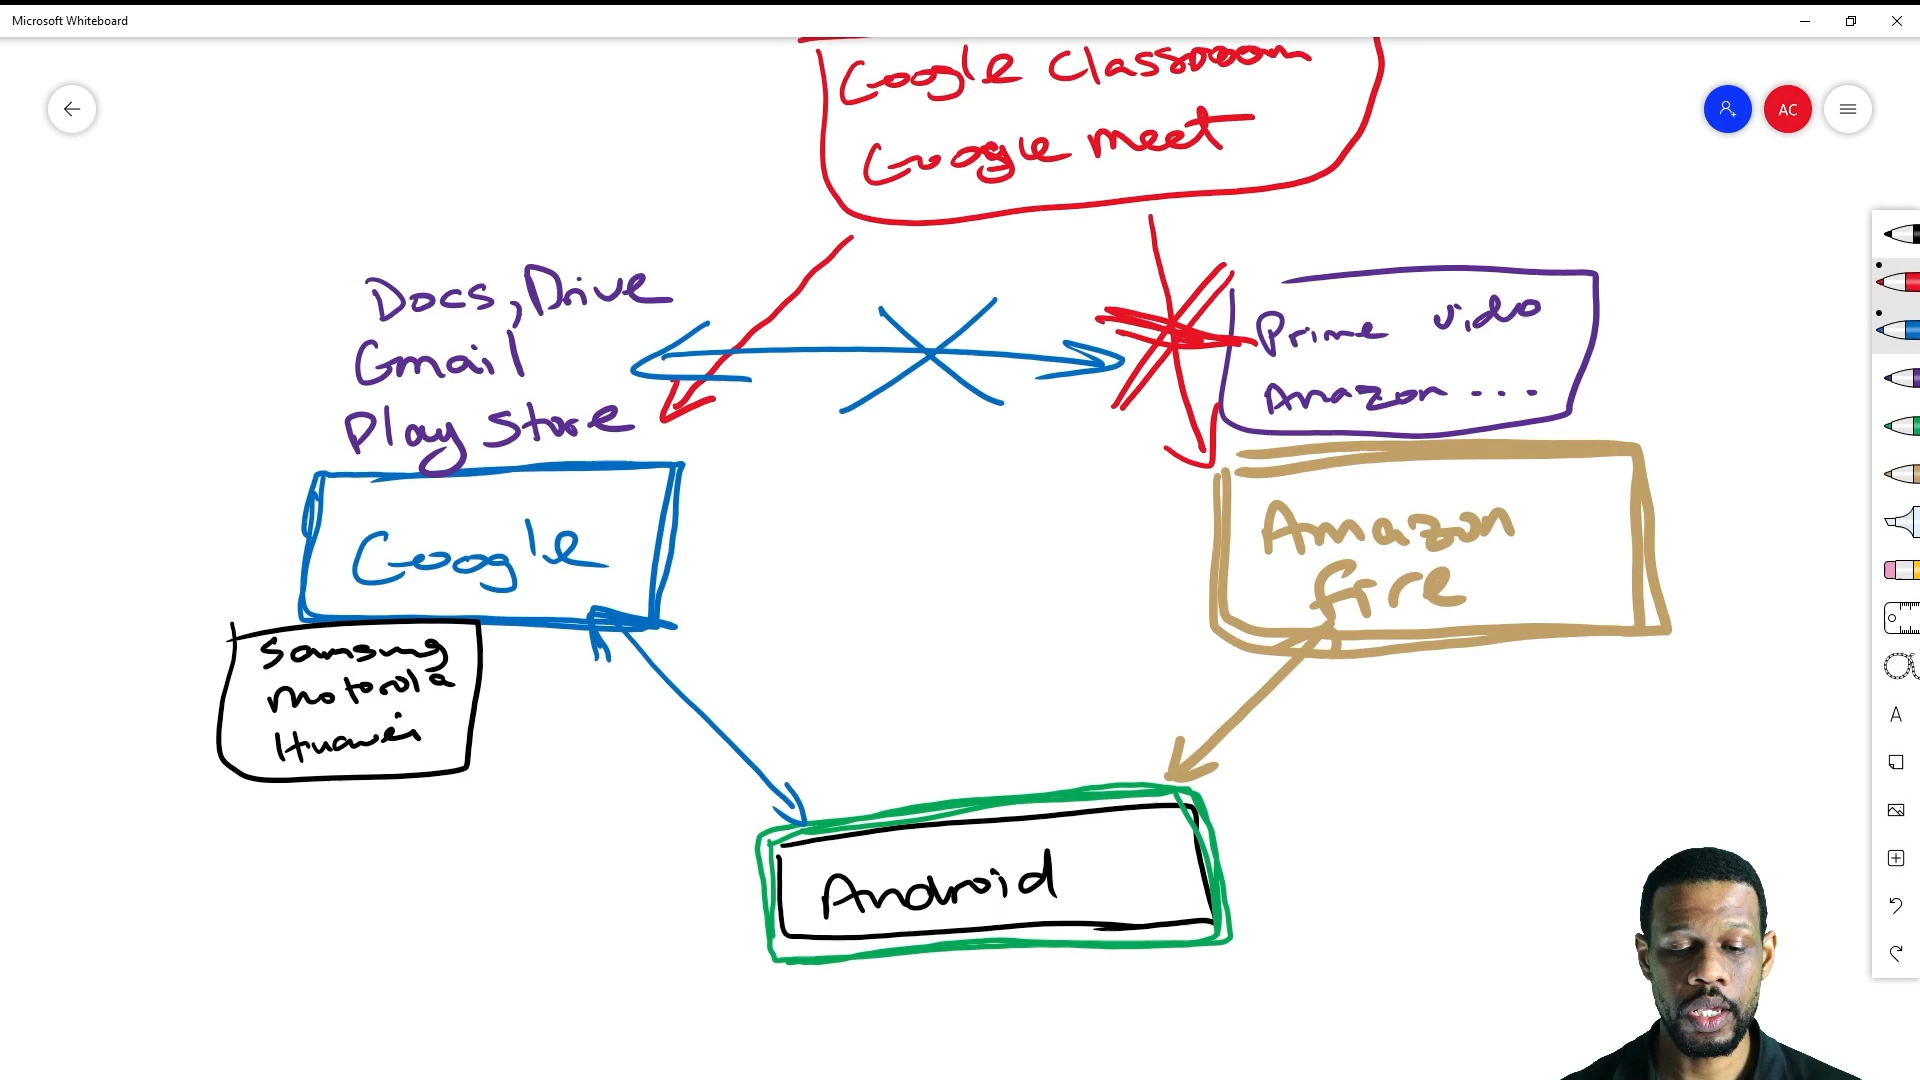 Microsoft Whiteboard
Google Classroom
Google meet
AC
Docs, Drive
Gmail
Play Store
Prime video
Amazon ...
Google
Amazon
fire
Samsung
Motorola
Huawei
Android
A